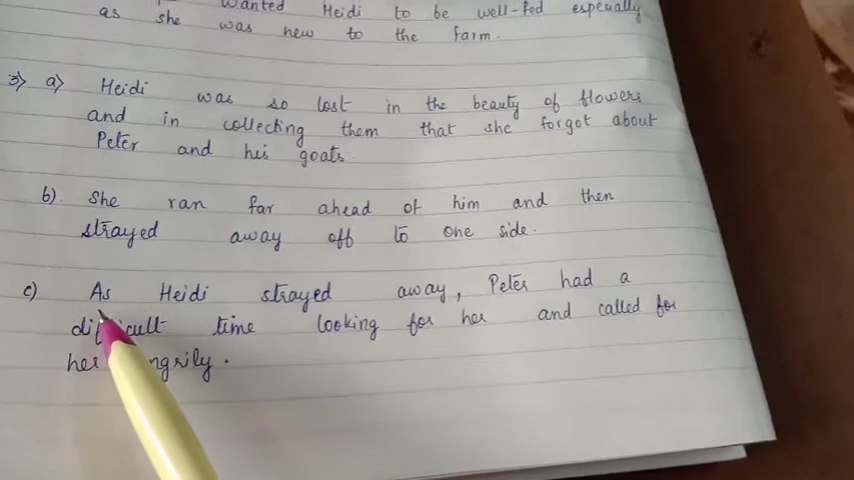 wanted Heidi to be well-fed especially
as she was new to the farm.
3) a) Heidi was so lost in the beauty of flowers
and in collecting them that she forgot about
Peter and his goats
b). She ran far ahead of him and then
strayed away off to one side.
c) As Heidi strayed away, Peter had a
difficult time looking for her and called for
her angrily.